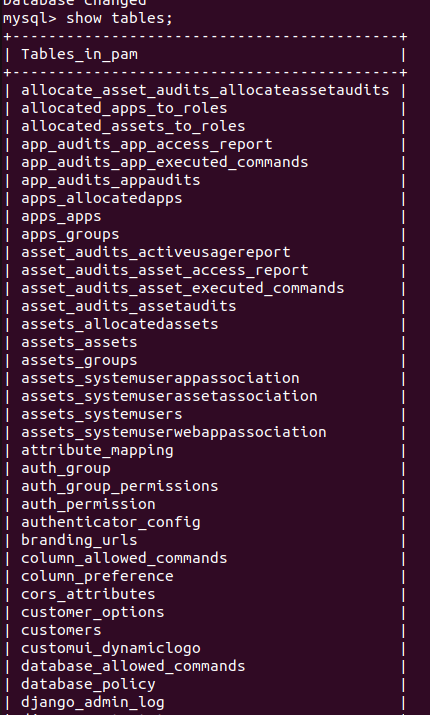 Database changed
mysql> show tables;
+-------------------------------------------+
| Tables_in_pam |
+-------------------------------------------+
| allocate_asset_audits_allocateassetaudits |
| allocated_apps_to_roles |
| allocated_assets_to_roles |
| app_audits_app_access_report |
| app_audits_app_executed_commands |
| app_audits_appaudits |
| apps_allocatedapps |
| apps_apps |
| apps_groups |
| asset_audits_activeusagereport |
| asset_audits_asset_access_report |
| asset_audits_asset_executed_commands |
| asset_audits_assetaudits |
| assets_allocatedassets |
| assets_assets |
| assets_groups |
| assets_systemuserappassociation |
| assets_systemuserassetassociation |
| assets_systemusers |
| assets_systemuserwebappassociation |
| attribute_mapping |
| auth_group |
| auth_group_permissions |
| auth_permission |
| authenticator_config |
| branding_urls |
| column_allowed_commands |
| column_preference |
| cors_attributes |
| customer_options |
| customers |
| customui_dynamiclogo |
| database_allowed_commands |
| database_policy |
| django_admin_log |